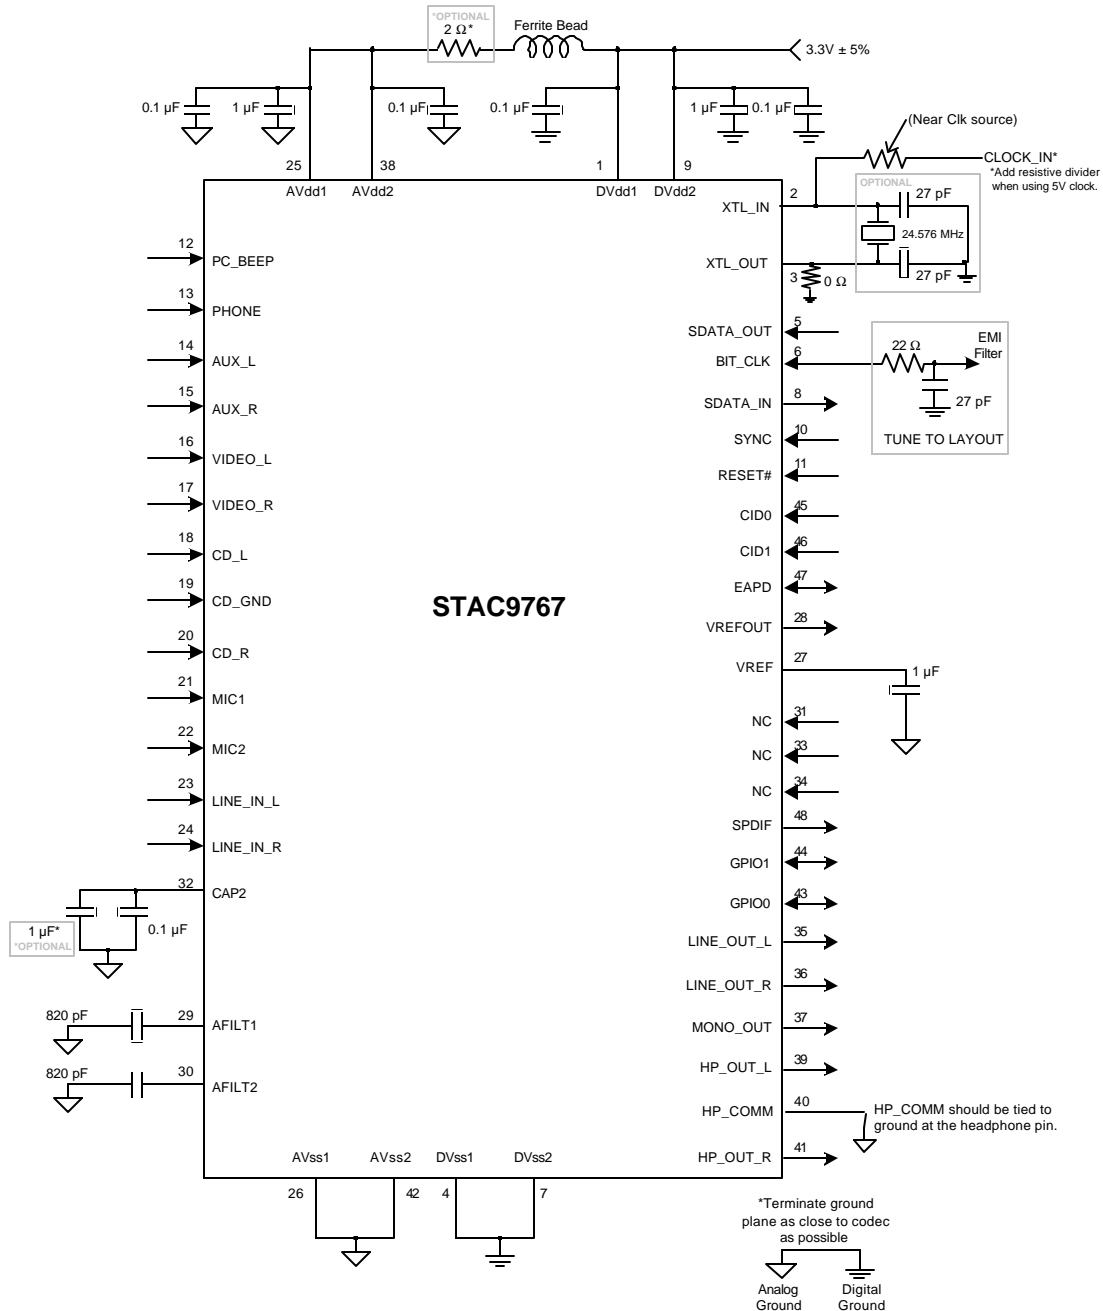 *OPTIONAL
2 Ω*
Ferrite Bead
3.3V ± 5%
0.1 µF
1 µF
0.1 µF
0.1 µF
1 µF
0.1 µF
(Near Clk source)
CLOCK_IN*
*Add resistive divider
when using 5V clock.
25
38
1
9
AVdd1
AVdd2
DVdd1
DVdd2
OPTIONAL
27 pF
24.576 MHz
27 pF
XTL_IN
2
XTL_OUT
3
0 Ω
12
PC_BEEP
13
PHONE
14
AUX_L
15
AUX_R
16
VIDEO_L
17
VIDEO_R
18
CD_L
19
CD_GND
20
CD_R
21
MIC1
22
MIC2
23
LINE_IN_L
24
LINE_IN_R
32
CAP2
1 µF*
*OPTIONAL
0.1 µF
820 pF
29
AFILT1
820 pF
30
AFILT2
STAC9767
SDATA_OUT
5
BIT_CLK
6
22 Ω
EMI
Filter
27 pF
TUNE TO LAYOUT
SDATA_IN
8
SYNC
10
RESET#
11
CID0
45
CID1
46
EAPD
47
VREFOUT
28
VREF
27
1 µF
NC
31
NC
33
NC
34
SPDIF
48
GPIO1
44
GPIO0
43
LINE_OUT_L
35
LINE_OUT_R
36
MONO_OUT
37
HP_OUT_L
39
HP_COMM
40
HP_COMM should be tied to
ground at the headphone pin.
HP_OUT_R
41
AVss1
AVss2
DVss1
DVss2
26
42
4
7
*Terminate ground
plane as close to codec
as possible
Analog
Ground
Digital
Ground